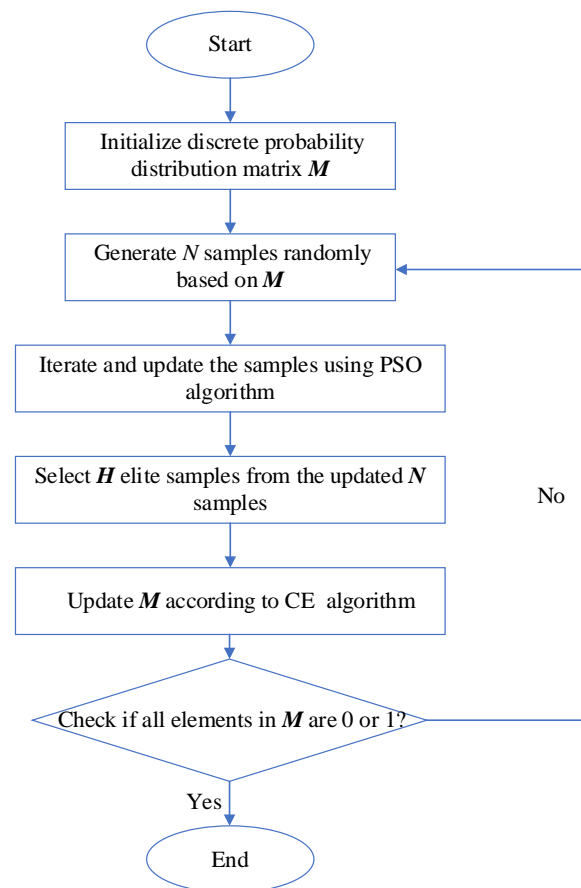 Start
Initialize discrete probability
distribution matrix M
Generate N samples randomly
based on M
Iterate and update the samples using PSO
algorithm
Select H elite samples from the updated N
samples
No
Update M according to CE algorithm
Check if all elements in M are 0 or 1?
Yes
End